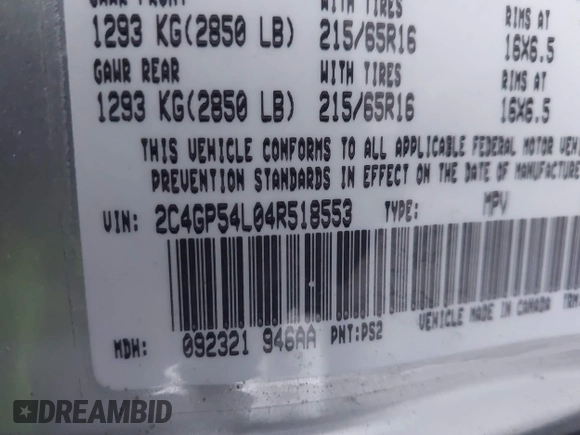 GAWR FRONT WITH TIRES RIMS AT
1293 KG(2850 LB) 215/65R16 16X6.5
GAWR REAR WITH TIRES RIMS AT
1293 KG(2850 LB) 215/65R16 16X6.5
THIS VEHICLE CONFORMS TO ALL APPLICABLE FEDERAL MOTOR VEH
PREVENTION STANDARDS IN EFFECT ON THE DATE OF MANUFACTURE
VIN: 2C4GP54L04R518553 TYPE: MPV
VEHICLE MADE IN CANADA
MDH: 092321 946AA PNT:PS2
DREAMBID